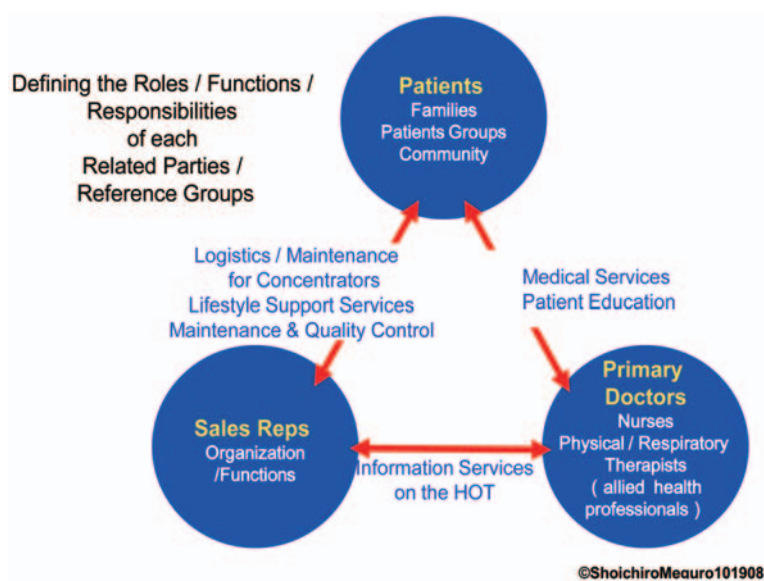 Defining the Roles / Functions /
Responsibilities
of each
Related Parties /
Reference Groups
Patients
Families
Patients Groups
Community
Logistics / Maintenance
for Concentrators
Lifestyle Support Services
Maintenance & Quality Control
Medical Services
Patient Education
Sales Reps
Organization
/Functions
Information Services
on the HOT
Primary
Doctors
Nurses
Physical / Respiratory
Therapists
( allied health
professionals )
©ShoichiroMeguro101908